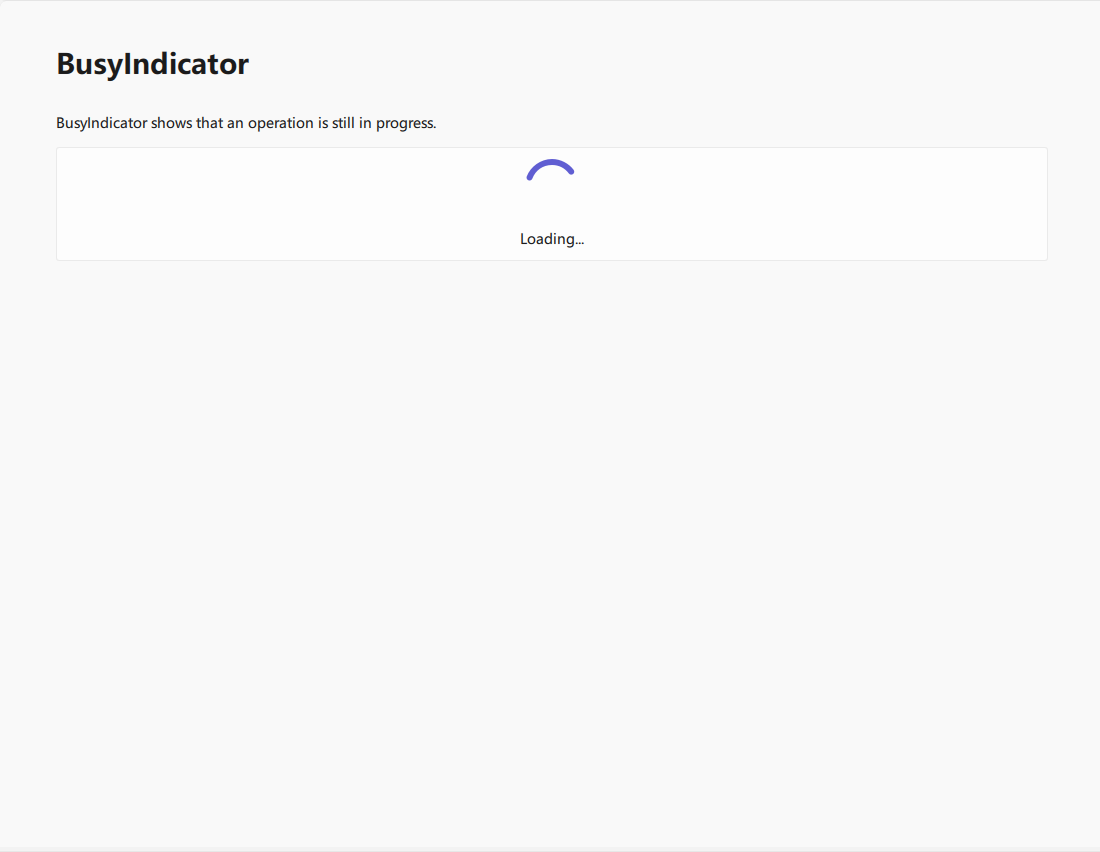 BusyIndicator
BusyIndicator shows that an operation is still in progress.
Loading...